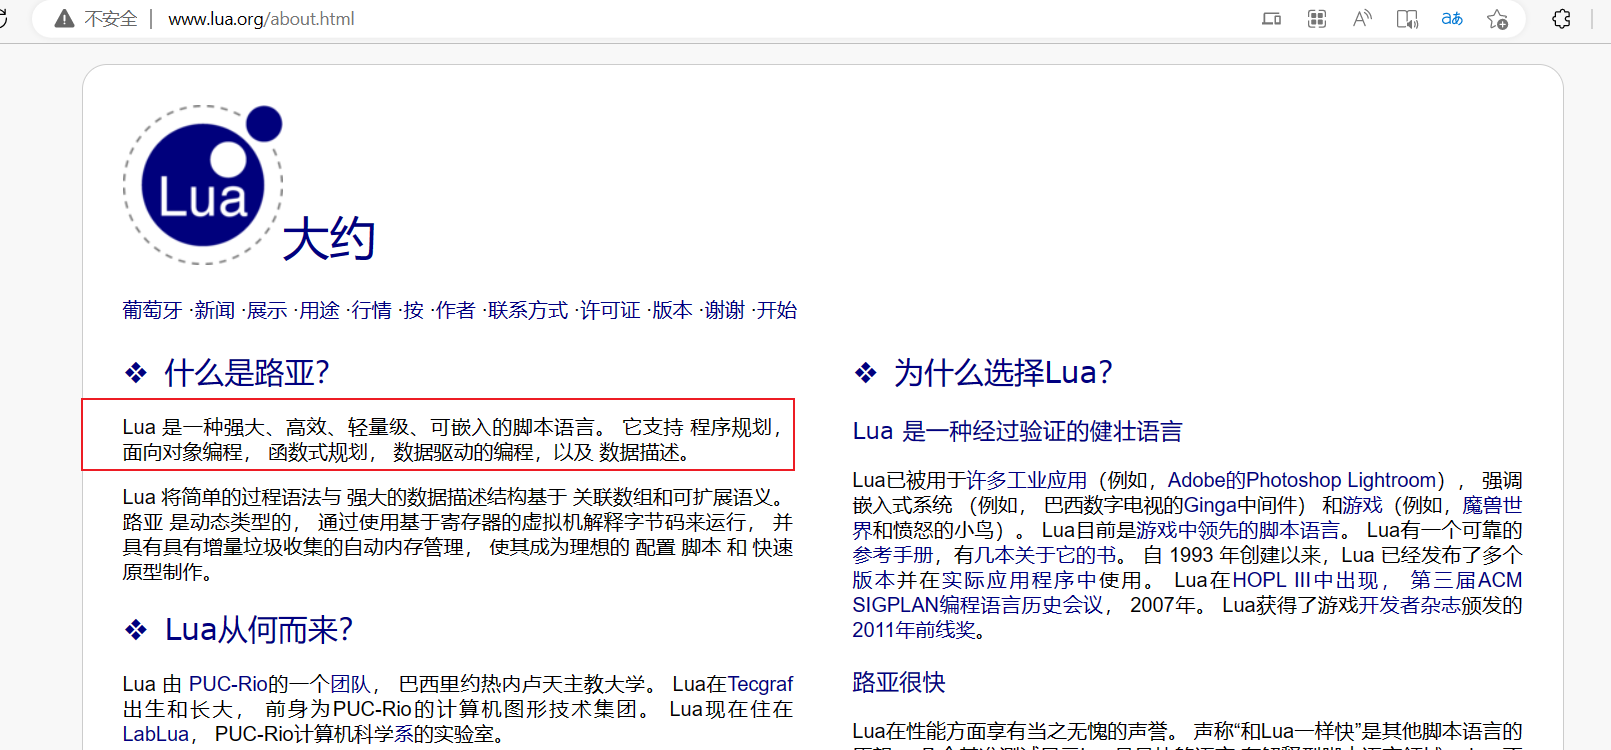 不安全 | www.lua.org/about.html
Lua
大约
葡萄牙 ·新闻 ·展示 ·用途 ·行情 ·按 ·作者 ·联系方式 ·许可证 ·版本 ·谢谢 ·开始
❖ 什么是路亚?
Lua 是一种强大、高效、轻量级、可嵌入的脚本语言。 它支持 程序规划,
面向对象编程, 函数式规划, 数据驱动的编程,以及 数据描述。
Lua 将简单的过程语法与 强大的数据描述结构基于 关联数组和可扩展语义。
路亚 是动态类型的, 通过使用基于寄存器的虚拟机解释字节码来运行, 并
具有具有增量垃圾收集的自动内存管理, 使其成为理想的 配置 脚本 和 快速
原型制作。
❖ Lua从何而来?
Lua 由 PUC-Rio的一个团队, 巴西里约热内卢天主教大学。 Lua在Tecgraf
出生和长大, 前身为PUC-Rio的计算机图形技术集团。 Lua现在住在
LabLua, PUC-Rio计算机科学系的实验室。
❖ 为什么选择Lua?
Lua 是一种经过验证的健壮语言
Lua已被用于许多工业应用(例如,Adobe的Photoshop Lightroom), 强调
嵌入式系统 (例如, 巴西数字电视的Ginga中间件) 和游戏(例如,魔兽世
界和愤怒的小鸟)。 Lua目前是游戏中领先的脚本语言。 Lua有一个可靠的
参考手册,有几本关于它的书。 自 1993 年创建以来,Lua 已经发布了多个
版本并在实际应用程序中使用。 Lua在HOPL III中出现, 第三届ACM
SIGPLAN编程语言历史会议, 2007年。 Lua获得了游戏开发者杂志颁发的
2011年前线奖。
路亚很快
Lua在性能方面享有当之无愧的声誉。 声称“和Lua一样快”是其他脚本语言的